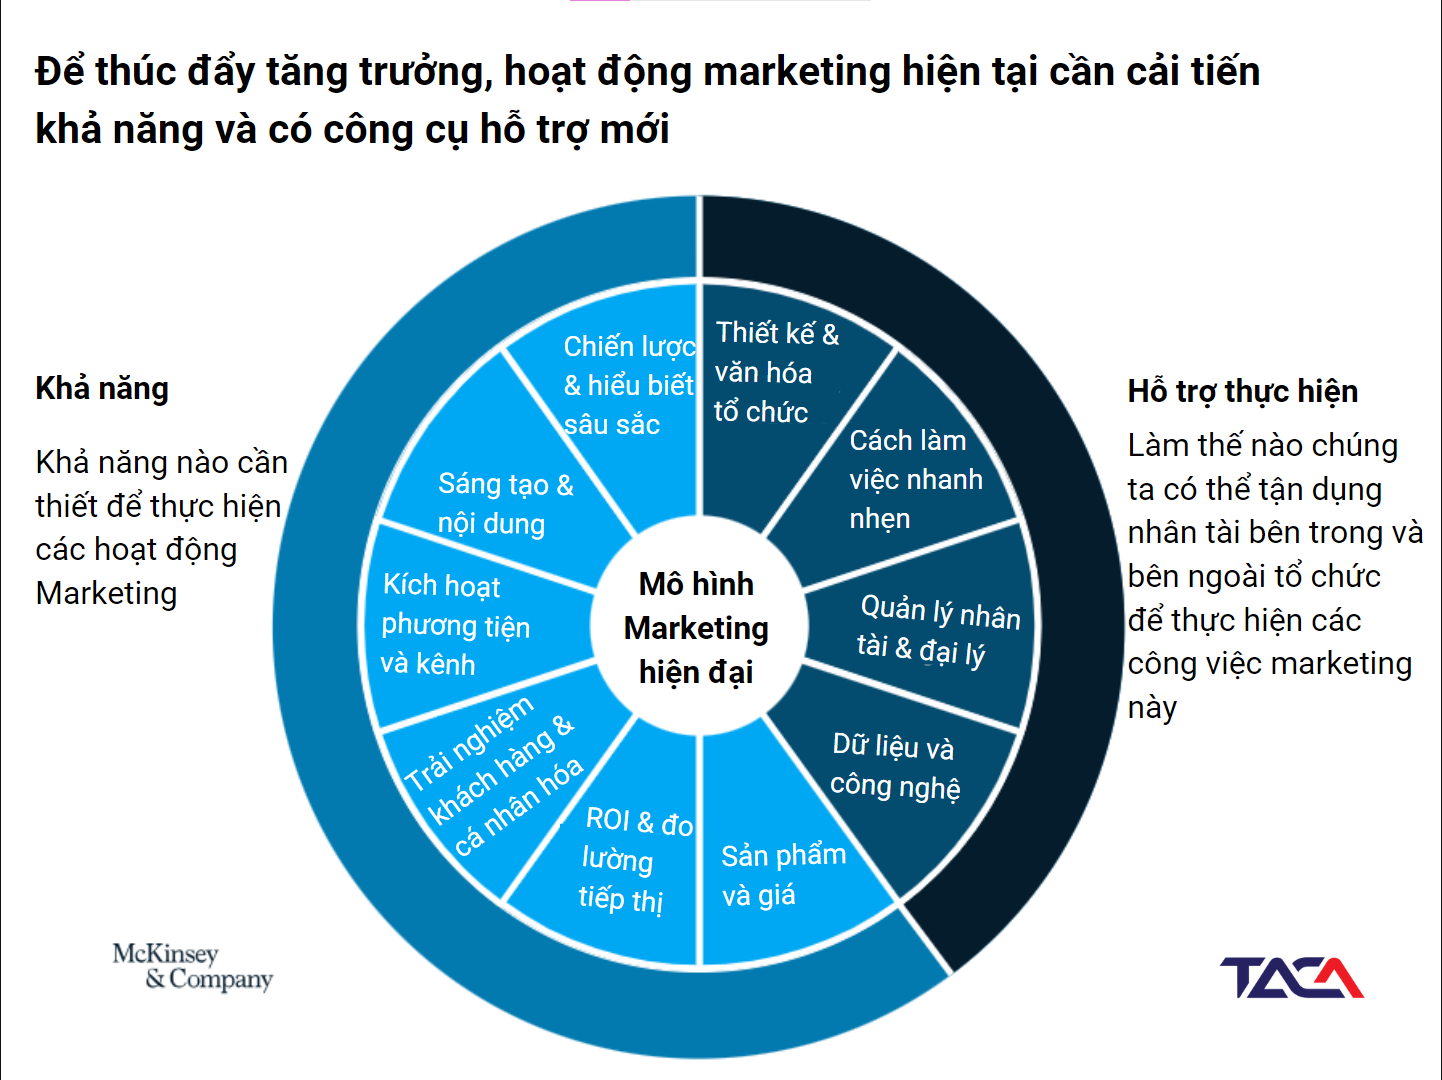 Để thúc đẩy tăng trưởng, hoạt động marketing hiện tại cần cải tiến
khả năng và có công cụ hỗ trợ mới
Khả năng
Khả năng nào cần
thiết để thực hiện
các hoạt động
Marketing
Chiến lược
& hiểu biết
sâu sắc
Sáng tạo &
nội dung
Kích hoạt
phương tiện
và kênh
Trải nghiệm
khách hàng &
cá nhân hóa
ROI & đo
lường
tiếp thị
Sản phẩm
và giá
Mô hình
Marketing
hiện đại
Thiết kế &
văn hóa
tổ chức
Cách làm
việc nhanh
nhẹn
Quản lý nhân
tài & đại lý
Dữ liệu và
công nghệ
Hỗ trợ thực hiện
Làm thế nào chúng
ta có thể tận dụng
nhân tài bên trong và
bên ngoài tổ chức
để thực hiện các
công việc marketing
này
McKinsey
& Company
TACA